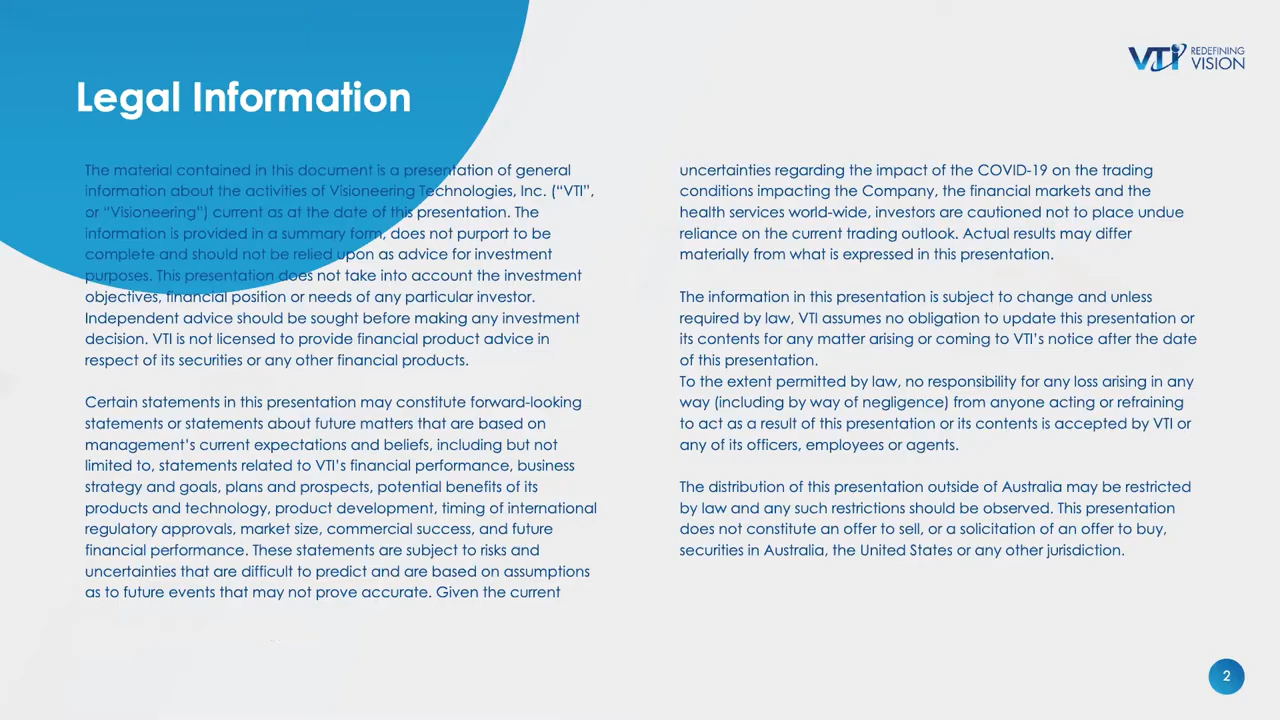 Legal Information
VTI REDEFINING
VISION
The material contained in this document is a presentation of general
information about the activities of Visioneering Technologies, Inc. (“VTI”,
or “Visioneering”) current as at the date of this presentation. The
information is provided in a summary form, does not purport to be
complete and should not be relied upon as advice for investment
purposes. This presentation does not take into account the investment
objectives, financial position or needs of any particular investor.
Independent advice should be sought before making any investment
decision. VTI is not licensed to provide financial product advice in
respect of its securities or any other financial products.
Certain statements in this presentation may constitute forward-looking
statements or statements about future matters that are based on
management’s current expectations and beliefs, including but not
limited to, statements related to VTI’s financial performance, business
strategy and goals, plans and prospects, potential benefits of its
products and technology, product development, timing of international
regulatory approvals, market size, commercial success, and future
financial performance. These statements are subject to risks and
uncertainties that are difficult to predict and are based on assumptions
as to future events that may not prove accurate. Given the current
uncertainties regarding the impact of the COVID-19 on the trading
conditions impacting the Company, the financial markets and the
health services world-wide, investors are cautioned not to place undue
reliance on the current trading outlook. Actual results may differ
materially from what is expressed in this presentation.
The information in this presentation is subject to change and unless
required by law, VTI assumes no obligation to update this presentation or
its contents for any matter arising or coming to VTI’s notice after the date
of this presentation.
To the extent permitted by law, no responsibility for any loss arising in any
way (including by way of negligence) from anyone acting or refraining
to act as a result of this presentation or its contents is accepted by VTI or
any of its officers, employees or agents.
The distribution of this presentation outside of Australia may be restricted
by law and any such restrictions should be observed. This presentation
does not constitute an offer to sell, or a solicitation of an offer to buy,
securities in Australia, the United States or any other jurisdiction.
2